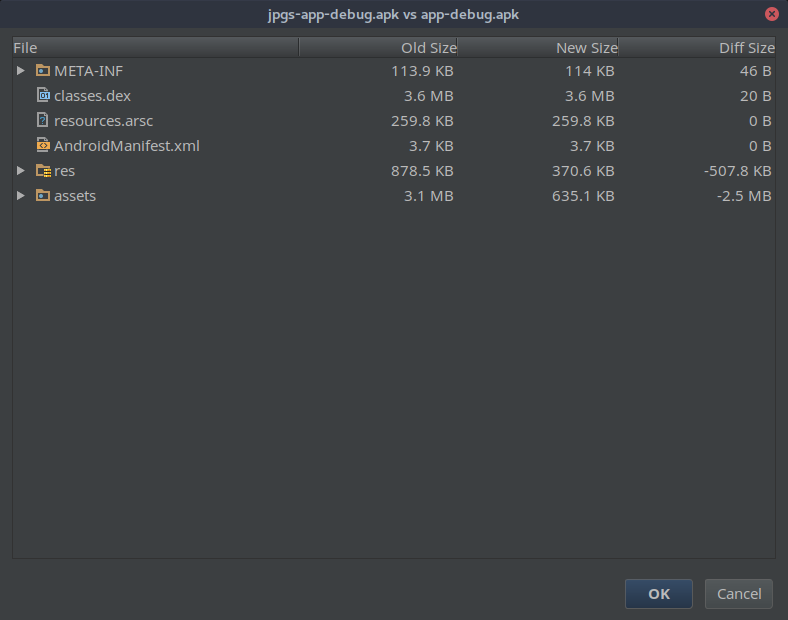 jpgs-app-debug.apk vs app-debug.apk
File Old Size New Size Diff Size
META-INF 113.9 KB 114 KB 46 B
classes.dex 3.6 MB 3.6 MB 20 B
resources.arsc 259.8 KB 259.8 KB 0 B
AndroidManifest.xml 3.7 KB 3.7 KB 0 B
res 878.5 KB 370.6 KB -507.8 KB
assets 3.1 MB 635.1 KB -2.5 MB
OK Cancel